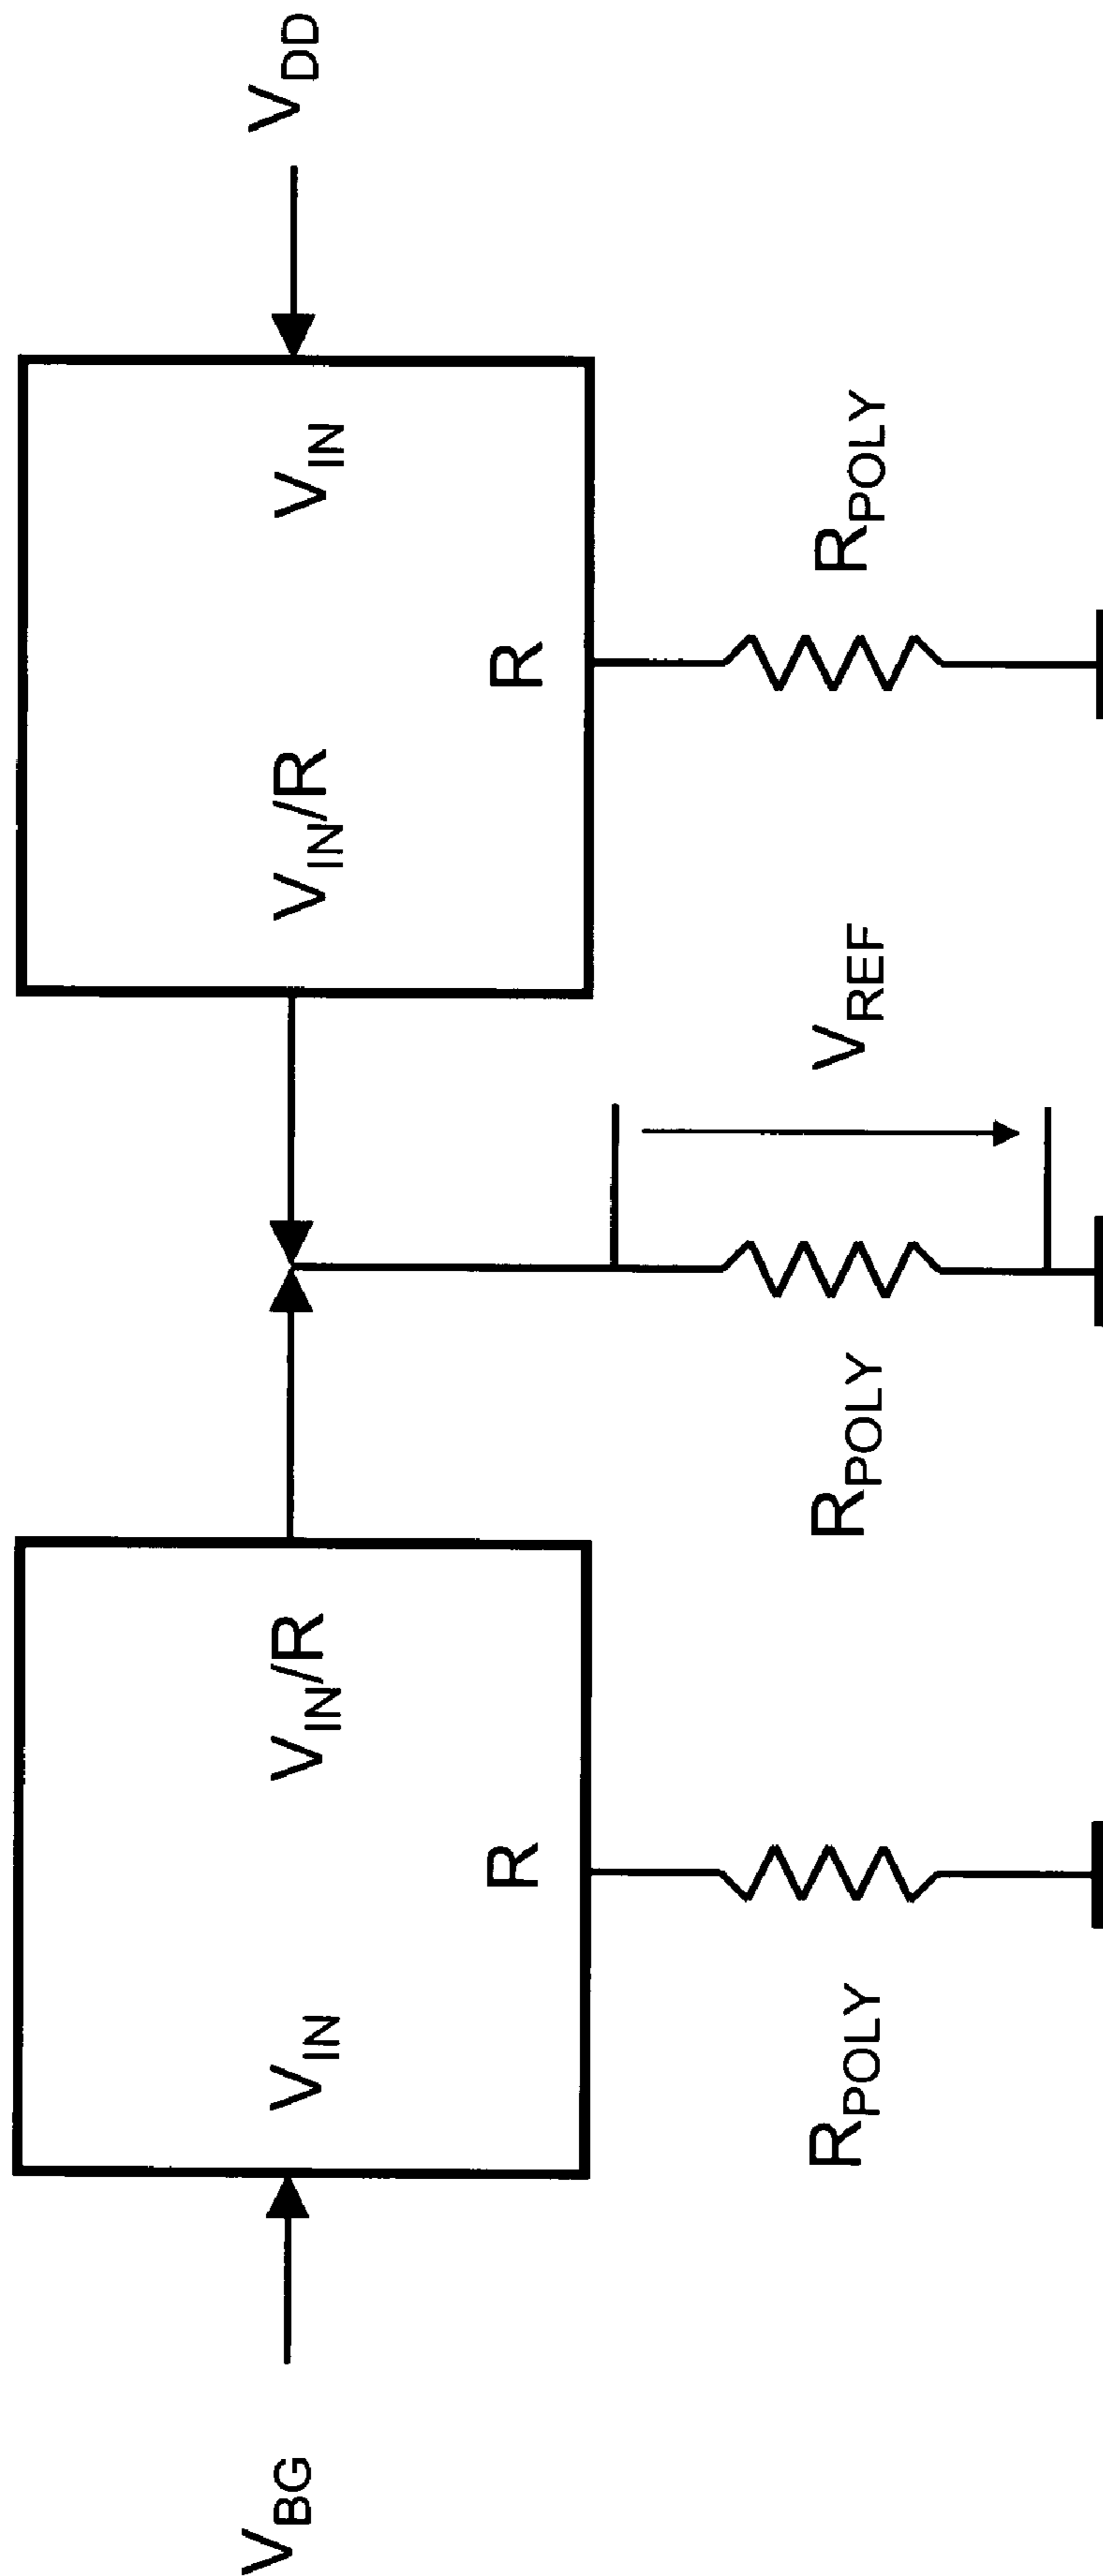 V_BG
V_IN
V_IN/R
R
R_POLY
R_POLY
V_REF
V_IN/R
V_IN
R
R_POLY
V_DD